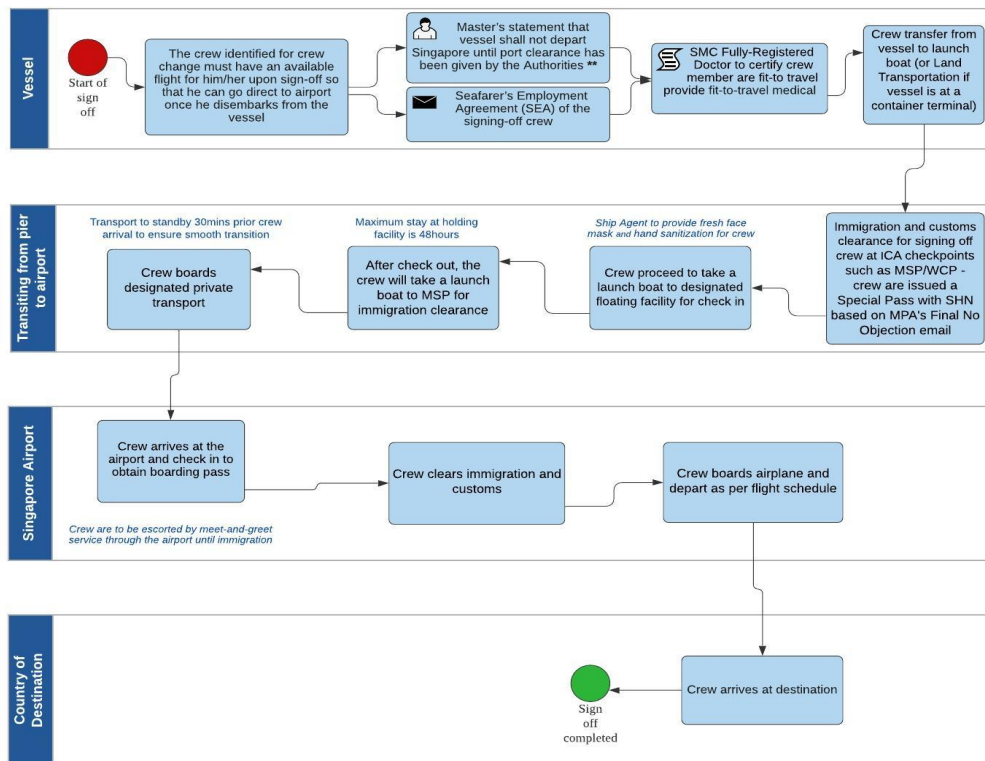 Vessel
Start of
sign
off
The crew identified for crew
change must have an available
flight for him/her upon sign-off so
that he can go direct to airport
once he disembarks from the
vessel
Master's statement that
vessel shall not depart
Singapore until port clearance has
been given by the Authorities **
Seafarer's Employment
Agreement (SEA) of the
signing-off crew
SMC Fully-Registered
Doctor to certify crew
member are fit-to travel
provide fit-to-travel medical
Crew transfer from
vessel to launch
boat (or Land
Transportation if
vessel is at a
container terminal)
Transiting from pier
to airport
Immigration and customs
clearance for signing off
crew at ICA checkpoints
such as MSP/WCP -
crew are issued a
Special Pass with SHN
based on MPA's Final No
Objection email
Ship Agent to provide fresh face
mask and hand sanitization for crew
Crew proceed to take a
launch boat to designated
floating facility for check in
Maximum stay at holding
facility is 48hours
After check out, the
crew will take a launch
boat to MSP for
immigration clearance
Transport to standby 30mins prior crew
arrival to ensure smooth transition
Crew boards
designated private
transport
Singapore Airport
Crew arrives at the
airport and check in to
obtain boarding pass
Crew are to be escorted by meet-and-greet
service through the airport until immigration
Crew clears immigration and
customs
Crew boards airplane and
depart as per flight schedule
Country of
Destination
Crew arrives at destination
Sign
off
completed